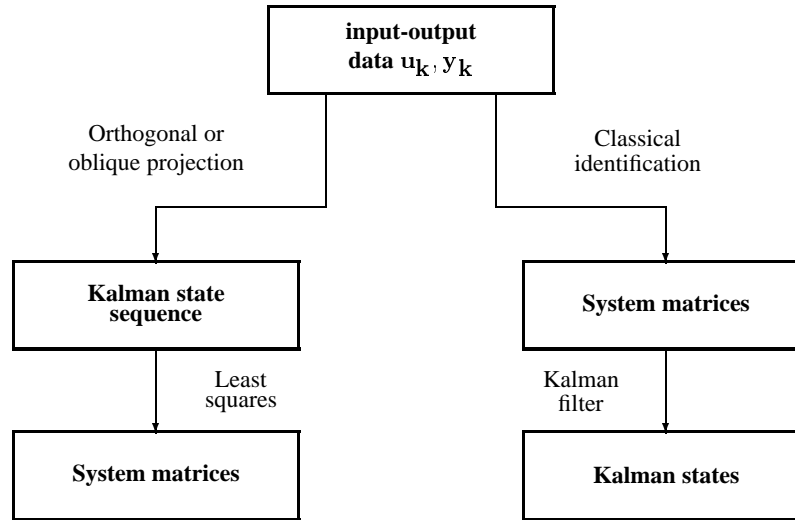 input-output
data u_k, y_k
Orthogonal or
oblique projection
Classical
identification
Kalman state
sequence
System matrices
Least
squares
Kalman
filter
System matrices
Kalman states